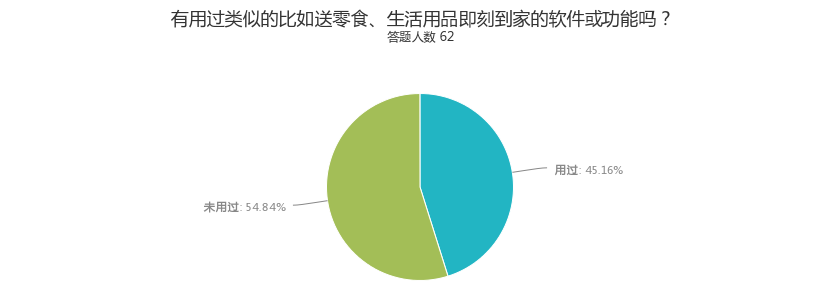 有用过类似的比如送零食、生活用品即刻到家的软件或功能吗？
答题人数 62
用过: 45.16%
未用过: 54.84%